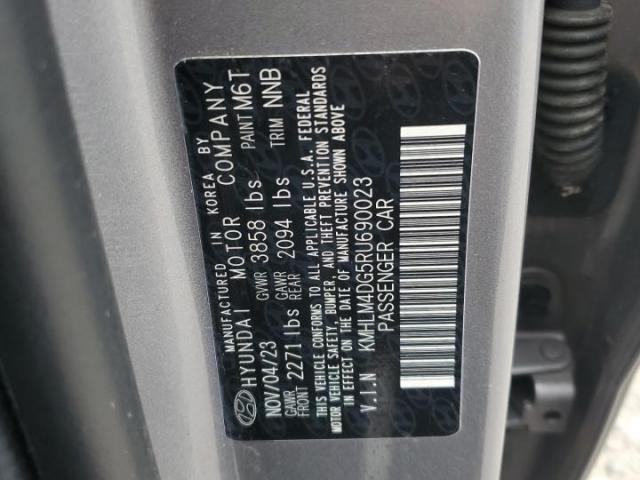 MANUFACTURED IN KOREA BY
HYUNDAI MOTOR COMPANY
NOV/04/23 GVWR 3858 lbs PAINT M6T
GAWR FRONT 2271 lbs GAWR REAR 2094 lbs TRIM NNB
THIS VEHICLE CONFORMS TO ALL APPLICABLE U.S.A. FEDERAL
MOTOR VEHICLE SAFETY, BUMPER, AND THEFT PREVENTION STANDARDS
IN EFFECT ON THE DATE OF MANUFACTURE SHOWN ABOVE
V.I.N KMHLM4DG5RU690023
PASSENGER CAR